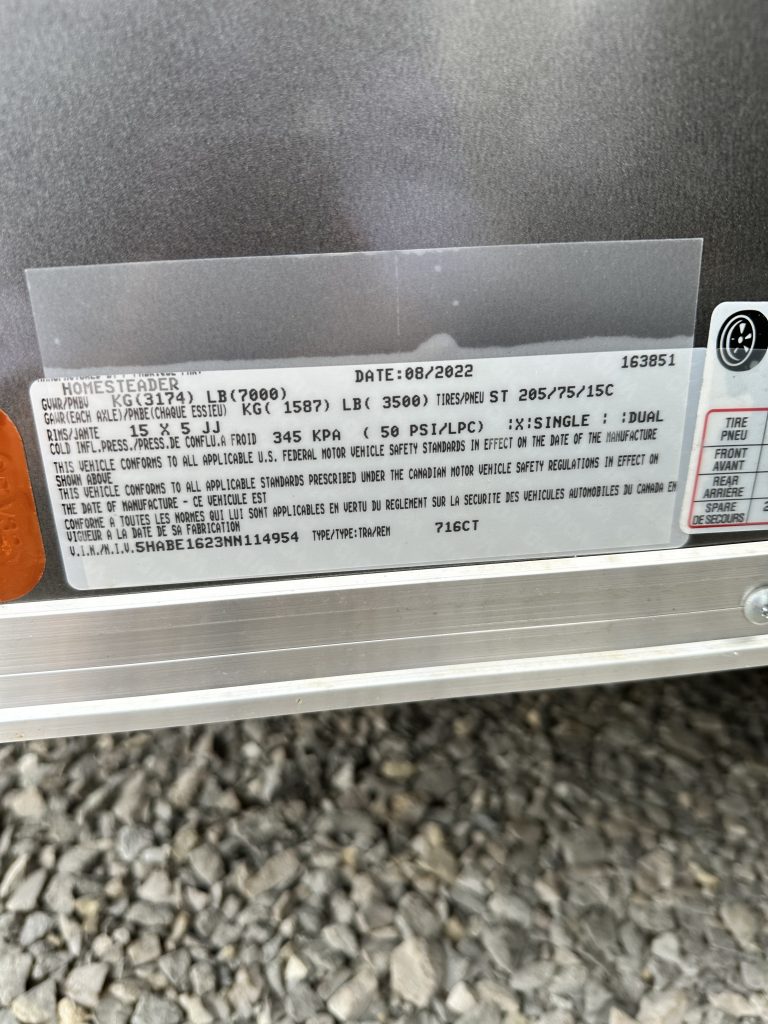 HOMESTEADER
DATE:08/2022
163851
GVWR/PNBV KG(3174) LB(7000)
GAWR(EACH AXLE)/PNBE(CHAQUE ESSIEU) KG( 1587) LB( 3500) TIRES/PNEU ST 205/75/15C
RIMS/JANTE 15 X 5 JJ
COLD INFL.PRESS./PRESS.DE CONFLU.A FROID 345 KPA ( 50 PSI/LPC) :X:SINGLE : :DUAL
THIS VEHICLE CONFORMS TO ALL APPLICABLE U.S. FEDERAL MOTOR VEHICLE SAFETY STANDARDS IN EFFECT ON THE DATE OF THE MANUFACTURE
SHOWN ABOVE
THIS VEHICLE CONFORMS TO ALL APPLICABLE STANDARDS PRESCRIBED UNDER THE CANADIAN MOTOR VEHICLE SAFETY REGULATIONS IN EFFECT ON
THE DATE OF MANUFACTURE - CE VEHICULE EST
CONFORME A TOUTES LES NORMES QUI LUI SONT APPLICABLES EN VERTU DU REGLEMENT SUR LA SECURITE DES VEHICULES AUTOMOBILES DU CANADA EN
VIGUEUR A LA DATE DE SA FABRICATION
V.I.N./N.I.V.5HABE1623NN114954 TYPE/TYPE:TRA/REM 716CT
TIRE
PNEU
FRONT
AVANT
REAR
ARRIÈRE
SPARE
DE SECOURS
2